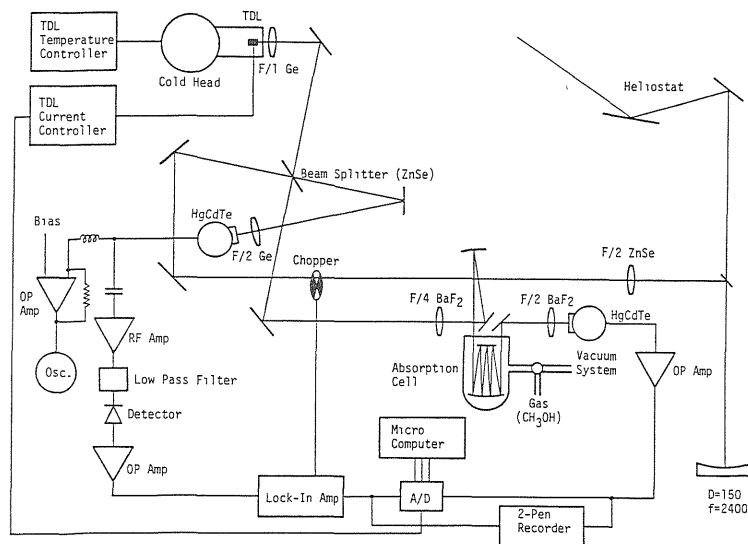 TDL
Temperature
Controller
TDL
Cold Head
F/1 Ge
Heliostat
TDL
Current
Controller
Beam Splitter (ZnSe)
Bias
HgCdTe
F/2 Ge
Chopper
F/2 ZnSe
OP
Amp
F/4 BaF2
F/2 BaF2
HgCdTe
RF Amp
Absorption
Cell
Vacuum
System
OP Amp
Osc.
Low Pass Filter
Gas
(CH3OH)
Detector
Micro
Computer
OP Amp
Lock-In Amp
A/D
D=150
f=2400
2-Pen
Recorder